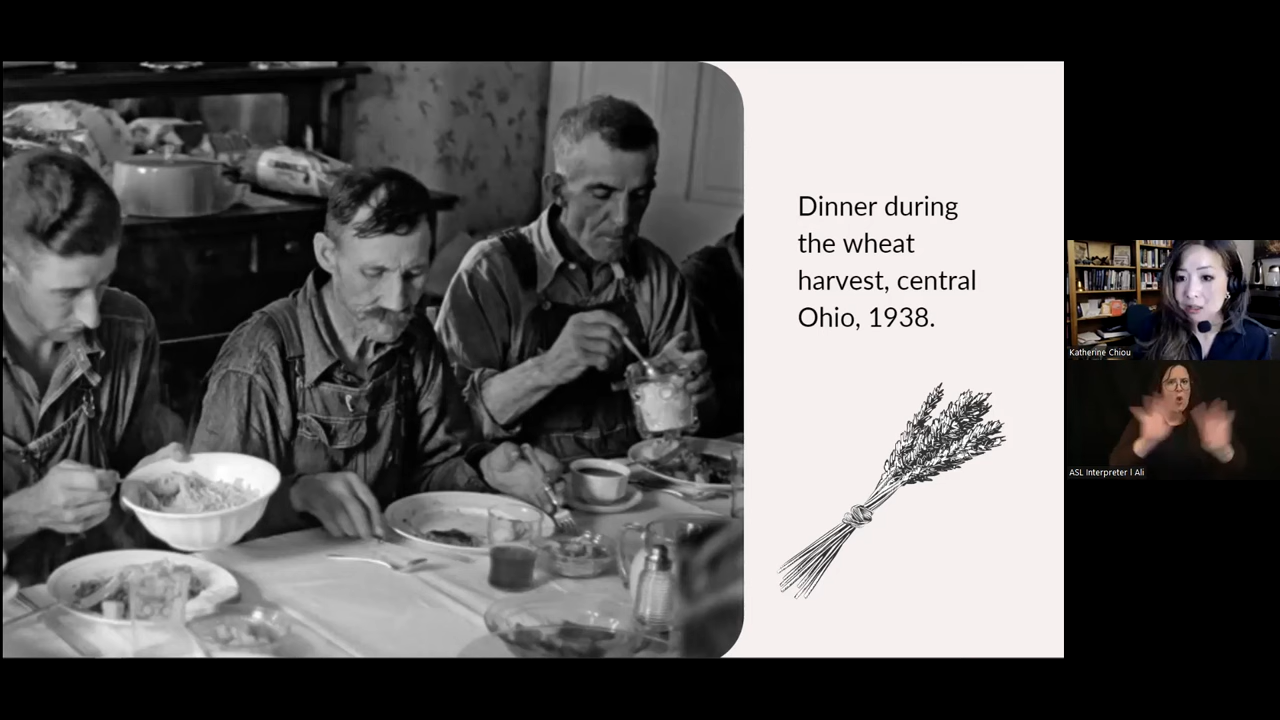 Dinner during
the wheat
harvest, central
Ohio, 1938.
Katherine Chiou
ASL Interpreter l Ali